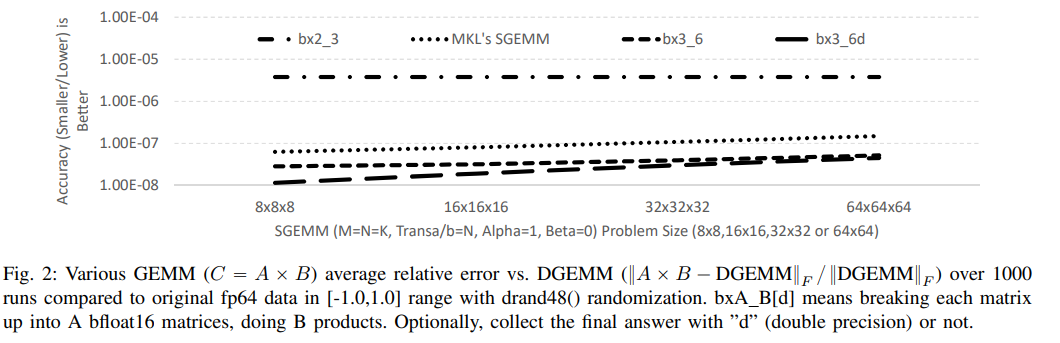 Accuracy (Smaller/Lower) is
Better
1.00E-04
1.00E-05
1.00E-06
1.00E-07
1.00E-08
bx2_3
MKL's SGEMM
bx3_6
bx3_6d
8x8x8
16x16x16
32x32x32
64x64x64
SGEMM (M=N=K, Transa/b=N, Alpha=1, Beta=0) Problem Size (8x8,16x16,32x32 or 64x64)
Fig. 2: Various GEMM (C = A × B) average relative error vs. DGEMM (∥A × B − DGEMM∥_F / ∥DGEMM∥_F) over 1000
runs compared to original fp64 data in [-1.0,1.0] range with drand48() randomization. bxA_B[d] means breaking each matrix
up into A bfloat16 matrices, doing B products. Optionally, collect the final answer with ”d” (double precision) or not.